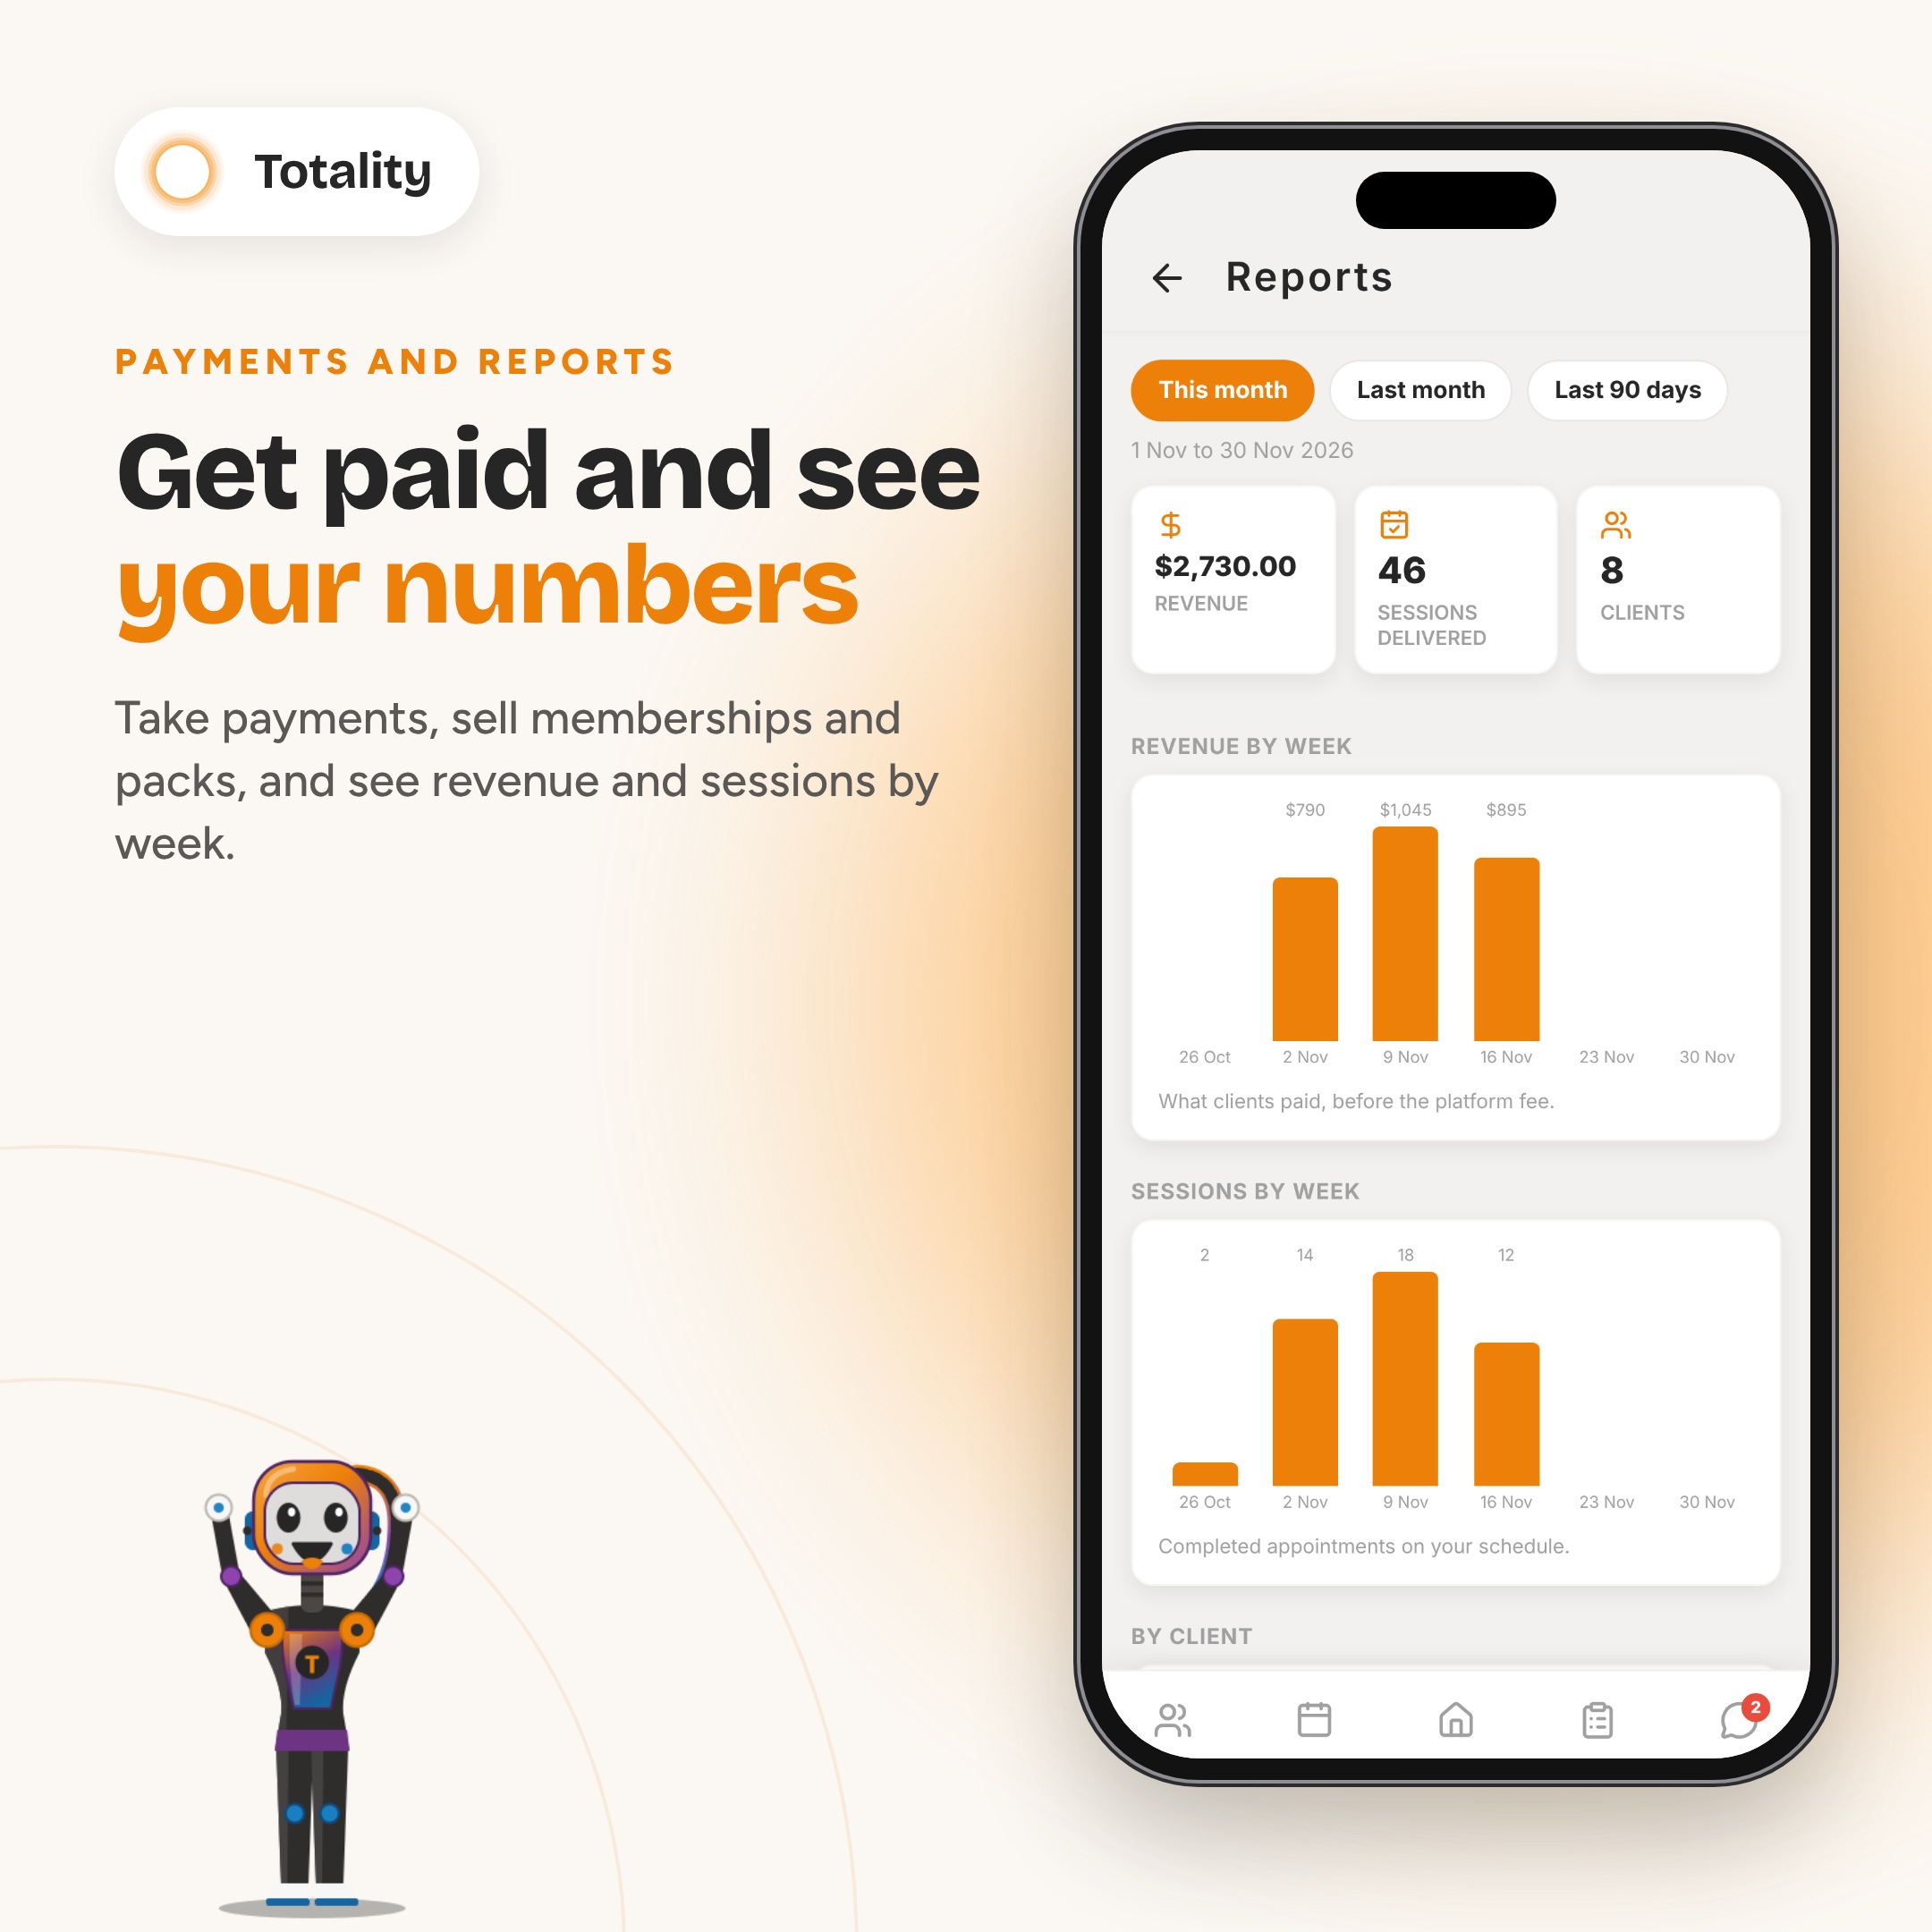 Totality
PAYMENTS AND REPORTS
Get paid and see
your numbers
Take payments, sell memberships and
packs, and see revenue and sessions by
week.
Reports
This month
Last month
Last 90 days
1 Nov to 30 Nov 2026
$2,730.00
REVENUE
46
SESSIONS
DELIVERED
8
CLIENTS
REVENUE BY WEEK
$790 $1,045 $895
26 Oct 2 Nov 9 Nov 16 Nov 23 Nov 30 Nov
What clients paid, before the platform fee.
SESSIONS BY WEEK
2 14 18 12
26 Oct 2 Nov 9 Nov 16 Nov 23 Nov 30 Nov
Completed appointments on your schedule.
BY CLIENT
2
T